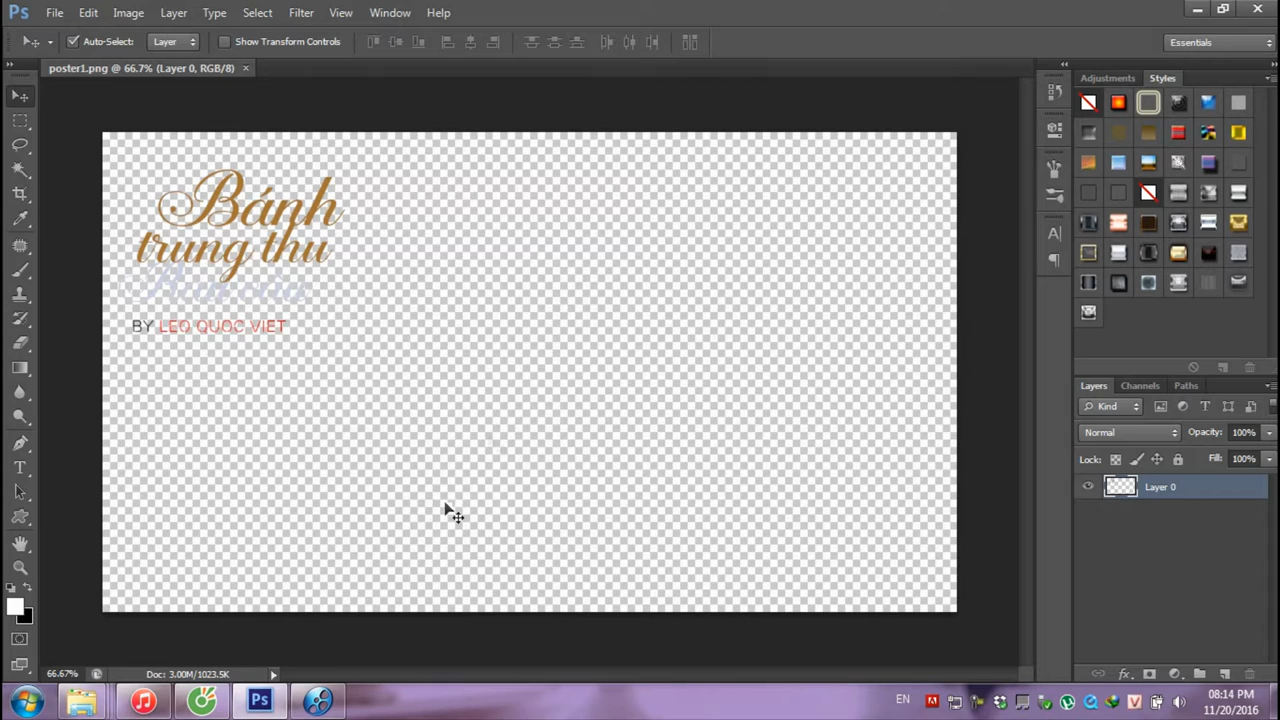 Ps File Edit Image Layer Type Select Filter View Window Help
Auto-Select: Layer Show Transform Controls Essentials
poster1.png @ 66.7% (Layer 0, RGB/8) ×
Adjustments Styles
Bánh
trung thu
BY LEO QUOC VIET
Layers Channels Paths
Kind
Normal Opacity: 100%
Lock: Fill: 100%
Layer 0
66.67% Doc: 3.00M/1023.5K
EN 08:14 PM
11/20/2016